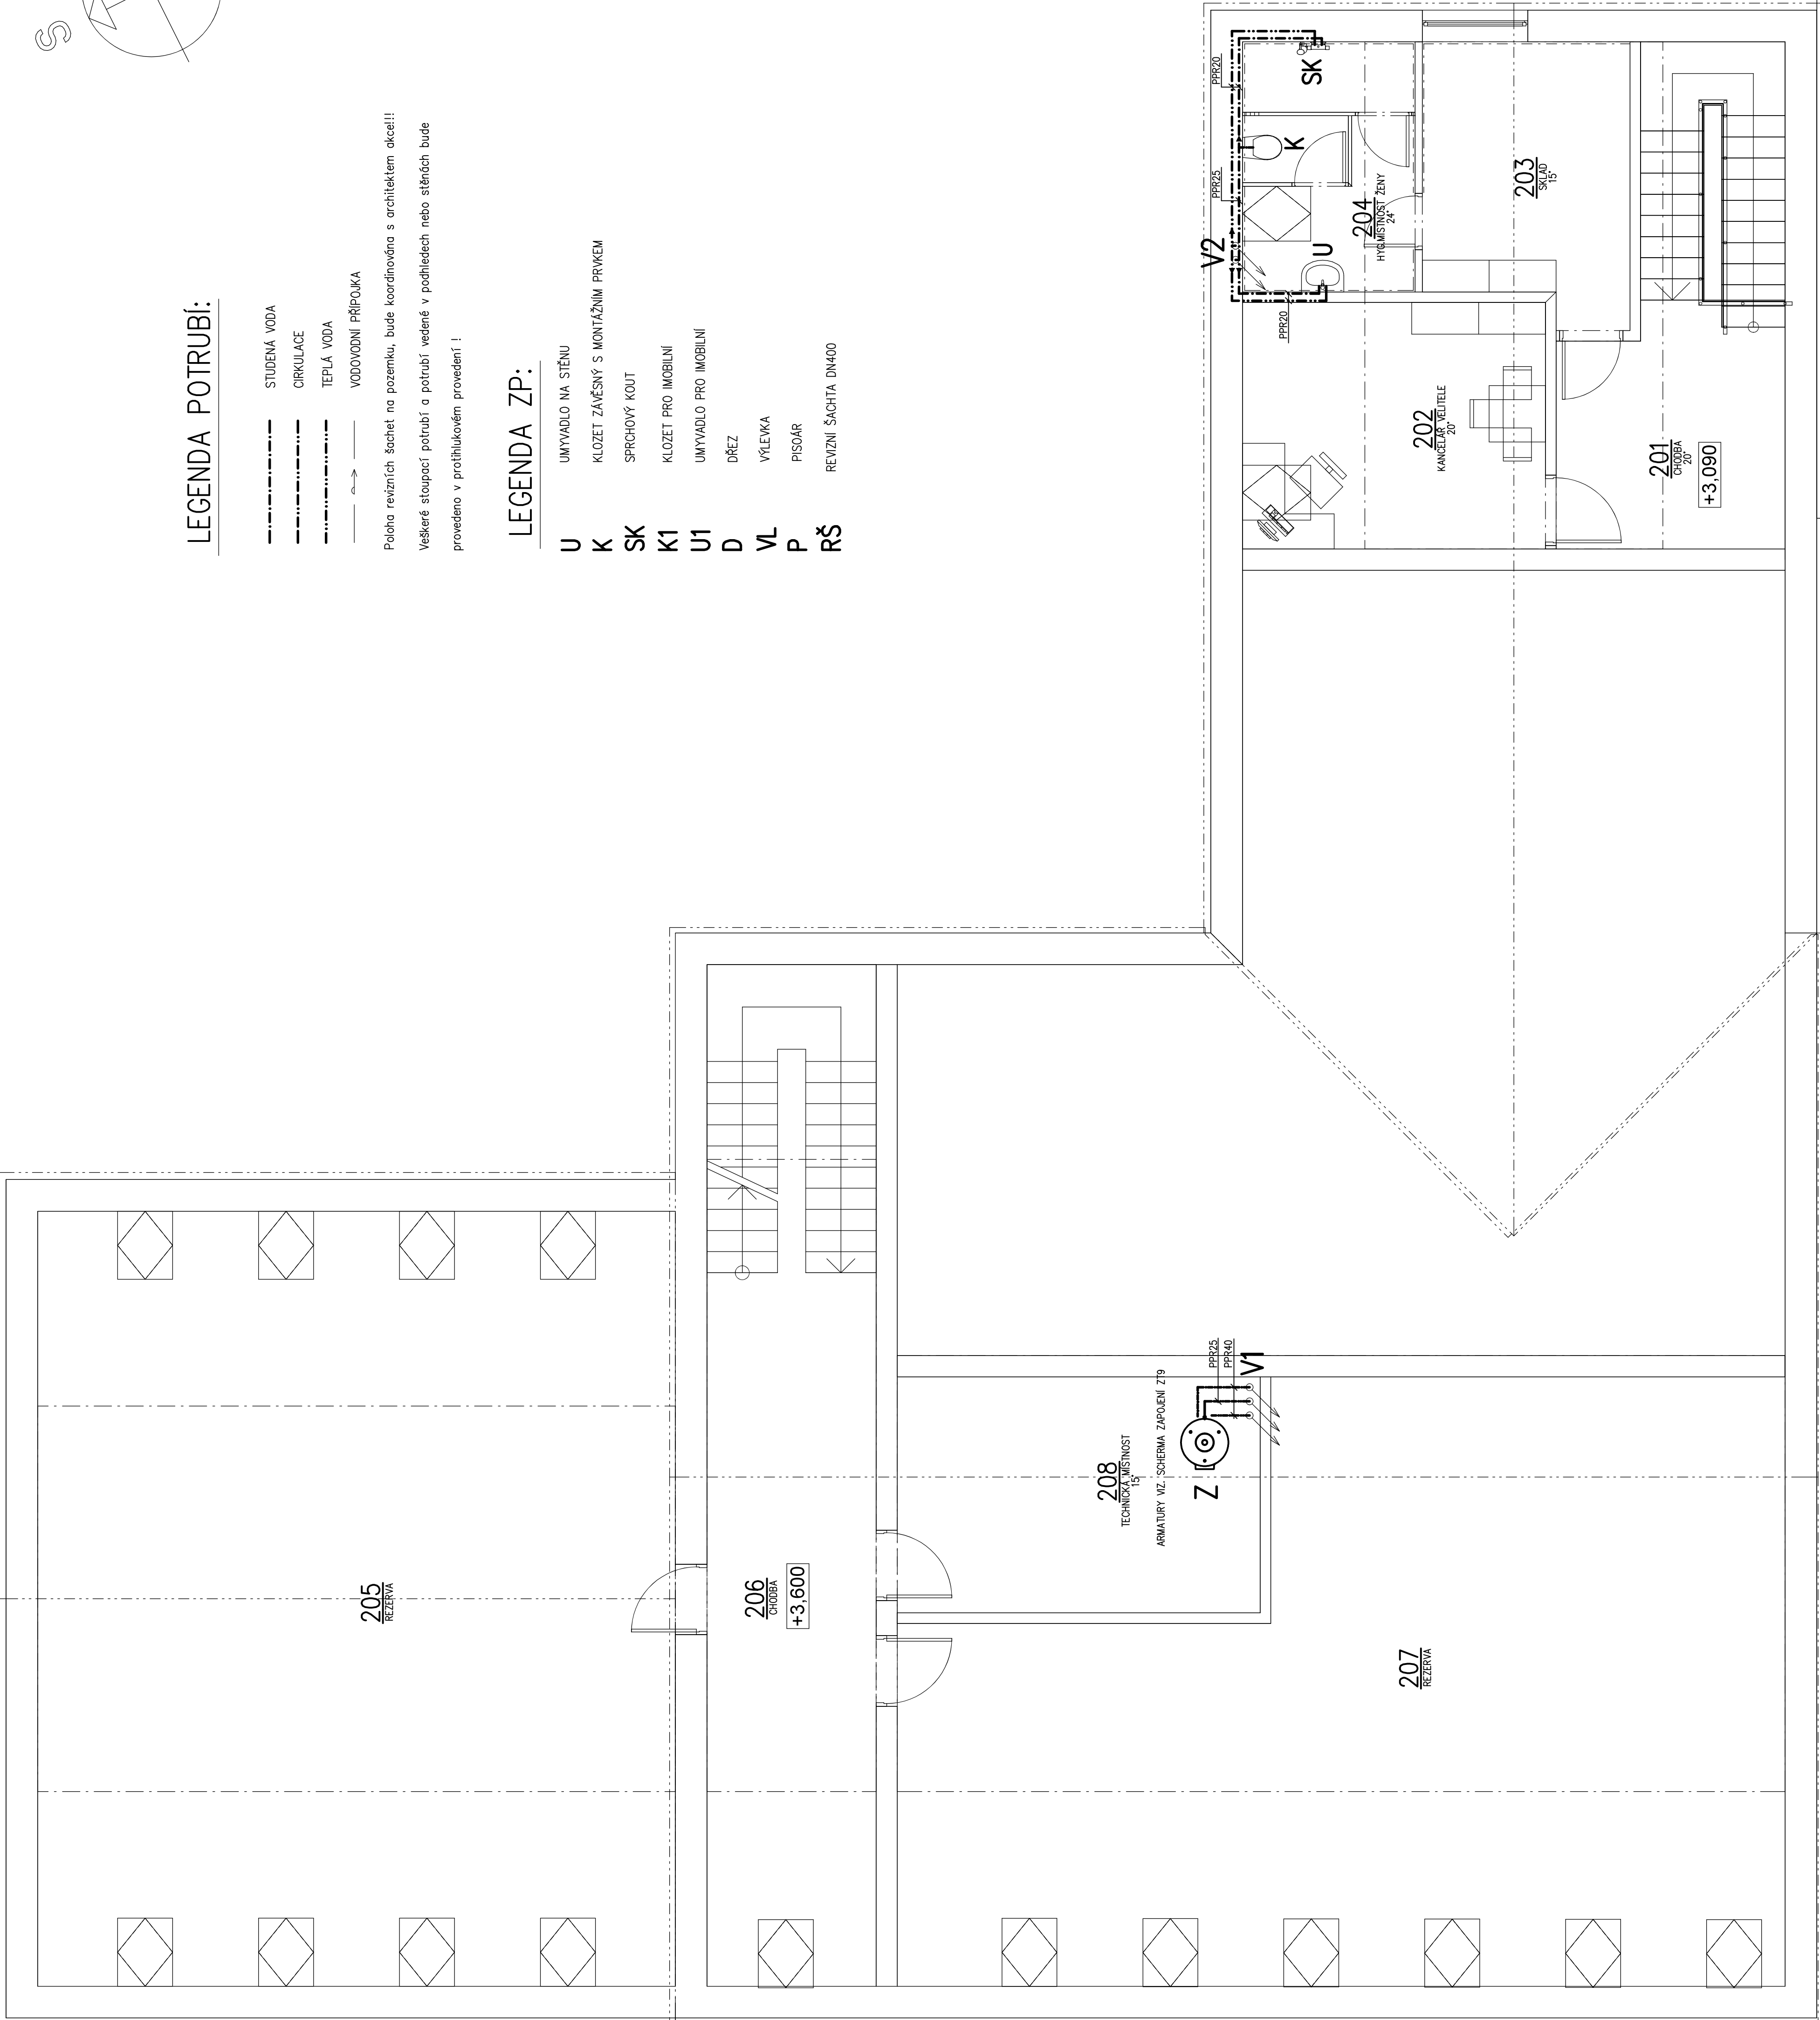 S
LEGENDA POTRUBÍ:
STUDENÁ VODA
CIRKULACE
TEPLÁ VODA
VODOVODNÍ PŘÍPOJKA
Poloha revizních šachet na pozemku, bude koordinována s architektem akce!!!
Veškeré stoupací potrubí a potrubí vedené v podhledech nebo stěnách bude
provedeno v protihlukovém provedení !
LEGENDA ZP:
U UMYVADLO NA STĚNU
K KLOZET ZÁVĚSNÝ S MONTÁŽNÍM PRVKEM
SK SPRCHOVÝ KOUT
K1 KLOZET PRO IMOBILNÍ
U1 UMYVADLO PRO IMOBILNÍ
D DŘEZ
VL VÝLEVKA
P PISOÁR
RŠ REVIZNÍ ŠACHTA DN400
PPR20
PPR25
V2
SK
K
U
PPR20
204
HYG.MÍSTNOST ŽENY
24°
203
SKLAD
15°
202
KANCELÁŘ VELITELE
20°
201
CHODBA
20°
+3,090
205
REZERVA
206
CHODBA
+3,600
208
TECHNICKÁ MÍSTNOST
15°
ARMATURY VIZ. SCHERMA ZAPOJENÍ ZT9
Z
PPR25
PPR40
V1
207
REZERVA